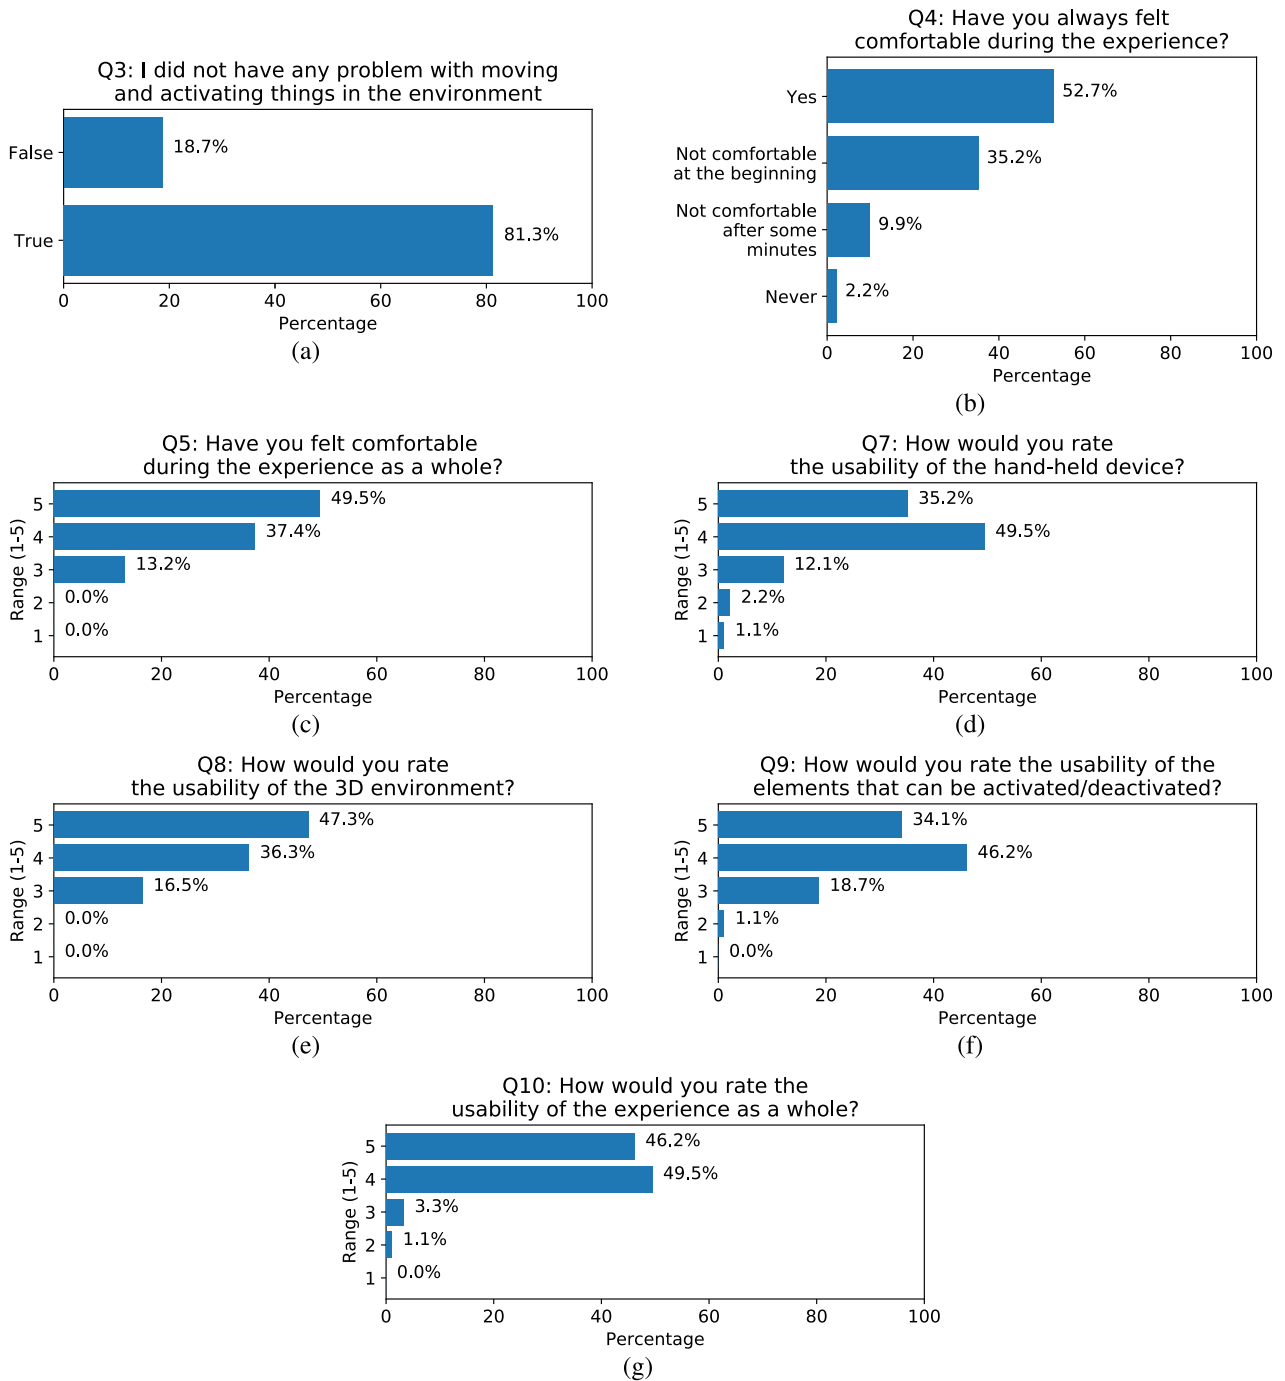 Q3: I did not have any problem with moving
and activating things in the environment
False
18.7%
True
81.3%
0 20 40 60 80 100
Percentage
(a)
Q4: Have you always felt
comfortable during the experience?
Yes
52.7%
Not comfortable
at the beginning
35.2%
Not comfortable
after some
minutes
9.9%
Never
2.2%
0 20 40 60 80 100
Percentage
(b)
Q5: Have you felt comfortable
during the experience as a whole?
Range (1-5)
5 49.5%
4 37.4%
3 13.2%
2 0.0%
1 0.0%
0 20 40 60 80 100
Percentage
(c)
Q7: How would you rate
the usability of the hand-held device?
Range (1-5)
5 35.2%
4 49.5%
3 12.1%
2 2.2%
1 1.1%
0 20 40 60 80 100
Percentage
(d)
Q8: How would you rate
the usability of the 3D environment?
Range (1-5)
5 47.3%
4 36.3%
3 16.5%
2 0.0%
1 0.0%
0 20 40 60 80 100
Percentage
(e)
Q9: How would you rate the usability of the
elements that can be activated/deactivated?
Range (1-5)
5 34.1%
4 46.2%
3 18.7%
2 1.1%
1 0.0%
0 20 40 60 80 100
Percentage
(f)
Q10: How would you rate the
usability of the experience as a whole?
Range (1-5)
5 46.2%
4 49.5%
3 3.3%
2 1.1%
1 0.0%
0 20 40 60 80 100
Percentage
(g)